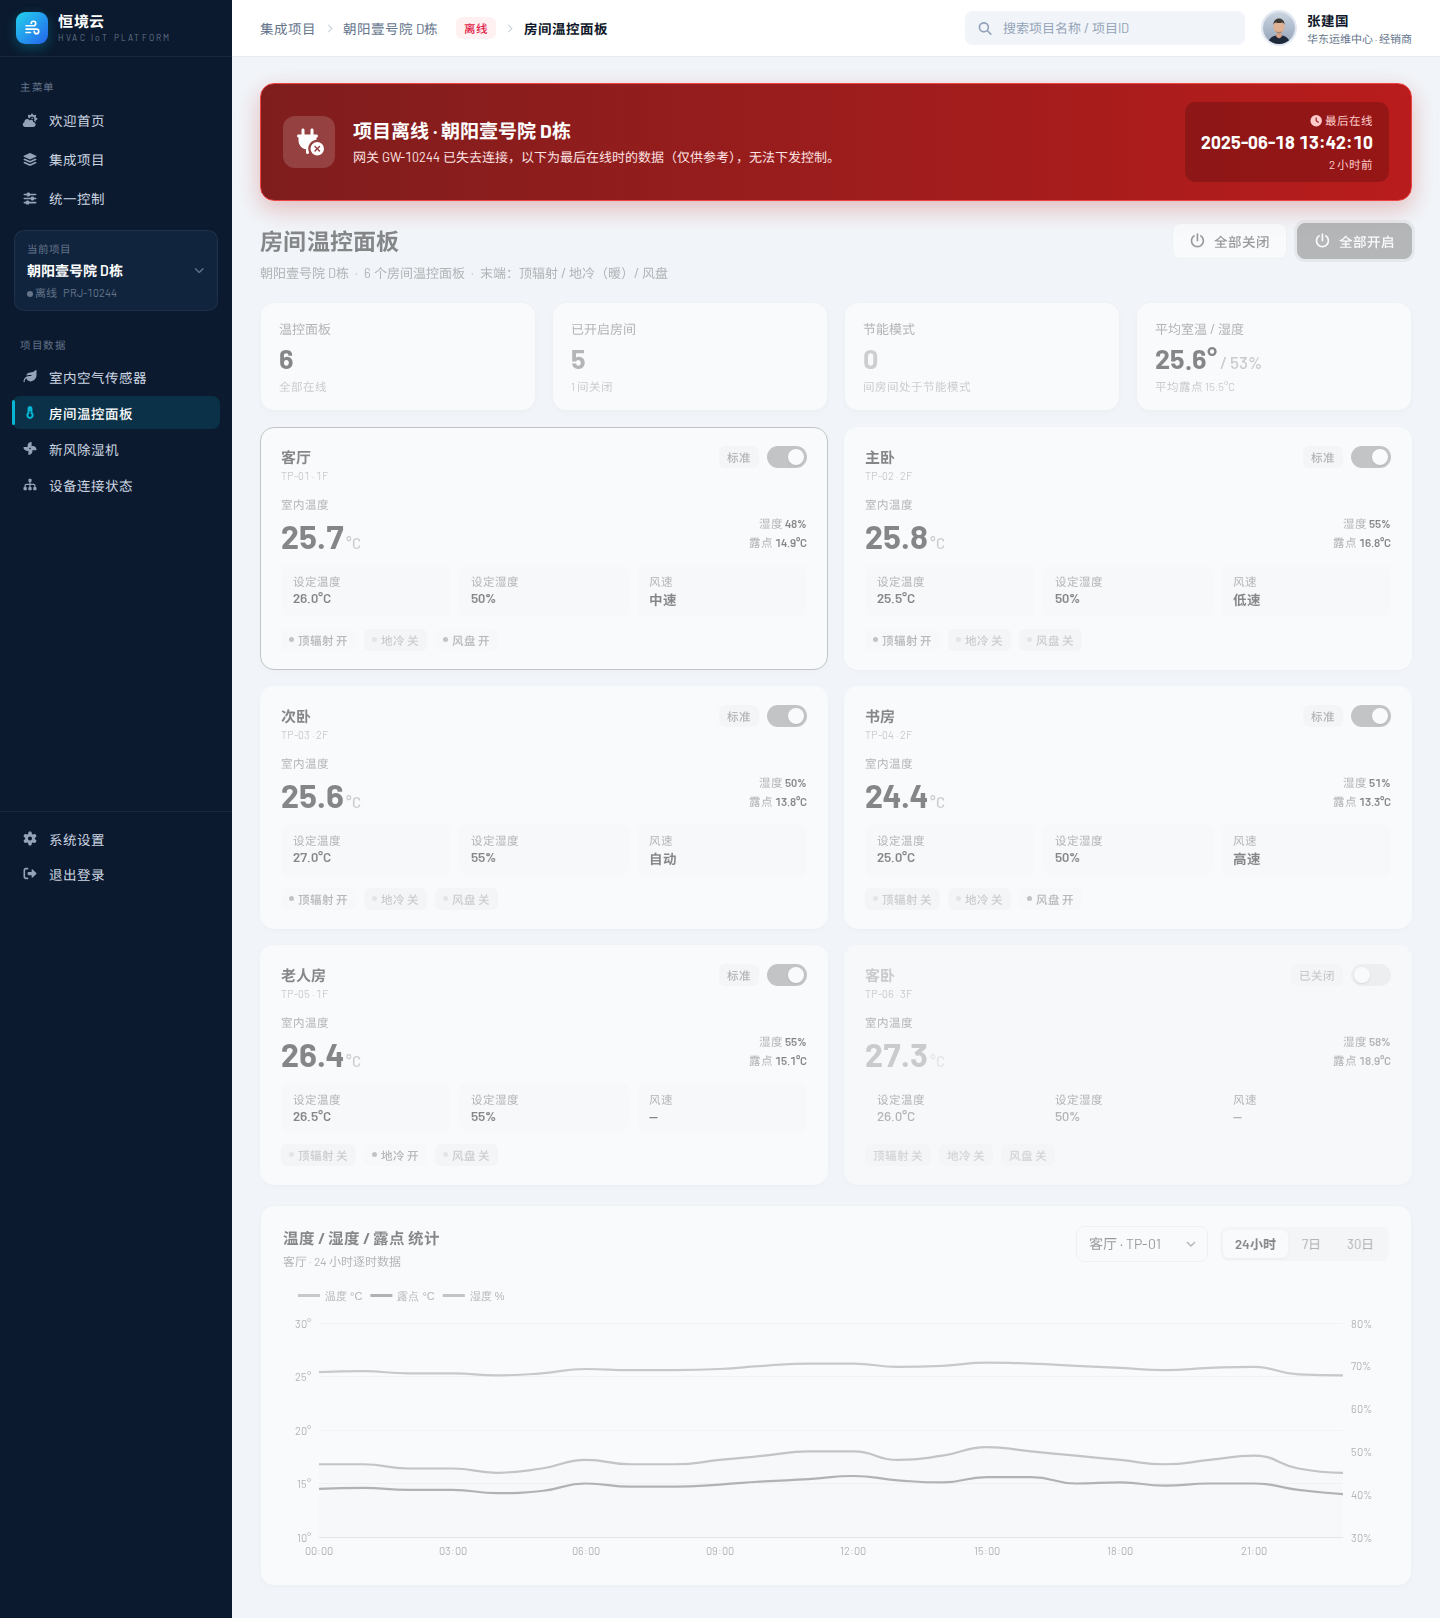 恒境云
HVAC IoT PLATFORM
主菜单
欢迎首页
集成项目
统一控制
当前项目
朝阳壹号院 D栋
离线 PRJ-10244
项目数据
室内空气传感器
房间温控面板
新风除湿机
设备连接状态
系统设置
退出登录
集成项目 朝阳壹号院 D栋 离线 房间温控面板
搜索项目名称 / 项目ID
张建国
华东运维中心 · 经销商
项目离线 · 朝阳壹号院 D栋
网关 GW-10244 已失去连接，以下为最后在线时的数据（仅供参考），无法下发控制。
最后在线
2025-06-18 13:42:10
2 小时前
房间温控面板
朝阳壹号院 D栋 · 6 个房间温控面板 · 末端：顶辐射 / 地冷（暖）/ 风盘
全部关闭
全部开启
温控面板
6
全部在线
已开启房间
5
1 间关闭
节能模式
0
间房间处于节能模式
平均室温 / 湿度
25.6° / 53%
平均露点 15.5°C
客厅
TP-01 · 1F
标准
室内温度
25.7 °C
湿度 48%
露点 14.9°C
设定温度
26.0°C
设定湿度
50%
风速
中速
顶辐射 开
地冷 关
风盘 开
主卧
TP-02 · 2F
标准
室内温度
25.8 °C
湿度 55%
露点 16.8°C
设定温度
25.5°C
设定湿度
50%
风速
低速
顶辐射 开
地冷 关
风盘 关
次卧
TP-03 · 2F
标准
室内温度
25.6 °C
湿度 50%
露点 13.8°C
设定温度
27.0°C
设定湿度
55%
风速
自动
顶辐射 开
地冷 关
风盘 关
书房
TP-04 · 2F
标准
室内温度
24.4 °C
湿度 51%
露点 13.3°C
设定温度
25.0°C
设定湿度
50%
风速
高速
顶辐射 关
地冷 关
风盘 开
老人房
TP-05 · 1F
标准
室内温度
26.4 °C
湿度 55%
露点 15.1°C
设定温度
26.5°C
设定湿度
55%
风速
—
顶辐射 关
地冷 开
风盘 关
客卧
TP-06 · 3F
已关闭
室内温度
27.3 °C
湿度 58%
露点 18.9°C
设定温度
26.0°C
设定湿度
50%
风速
—
顶辐射 关
地冷 关
风盘 关
温度 / 湿度 / 露点 统计
客厅 · 24 小时逐时数据
客厅 · TP-01
24小时
7日
30日
温度 °C 露点 °C 湿度 %
30° 80%
70%
25°
60%
20°
50%
15°
40%
10° 30%
00:00 03:00 06:00 09:00 12:00 15:00 18:00 21:00